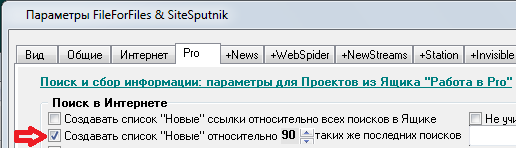 Параметры FileForFiles & SiteSputnik
Вид Общие Интернет Pro +News +WebSpider +NewStreams +Station +Invisible
Поиск и сбор информации: параметры для Проектов из Ящика "Работа в Pro"
Поиск в Интернете
Создавать список "Новые" ссылки относительно всех поисков в Ящике Не
Создавать список "Новые" относительно 90 таких же последних поисков